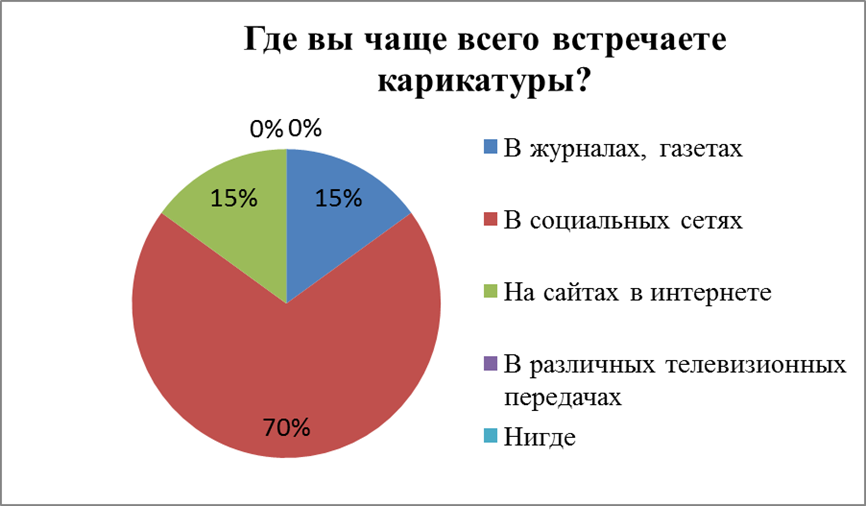 Где вы чаще всего встречаете
карикатуры?
0% 0%
15% 15%
70%
В журналах, газетах
В социальных сетях
На сайтах в интернете
В различных телевизионных
передачах
Нигде